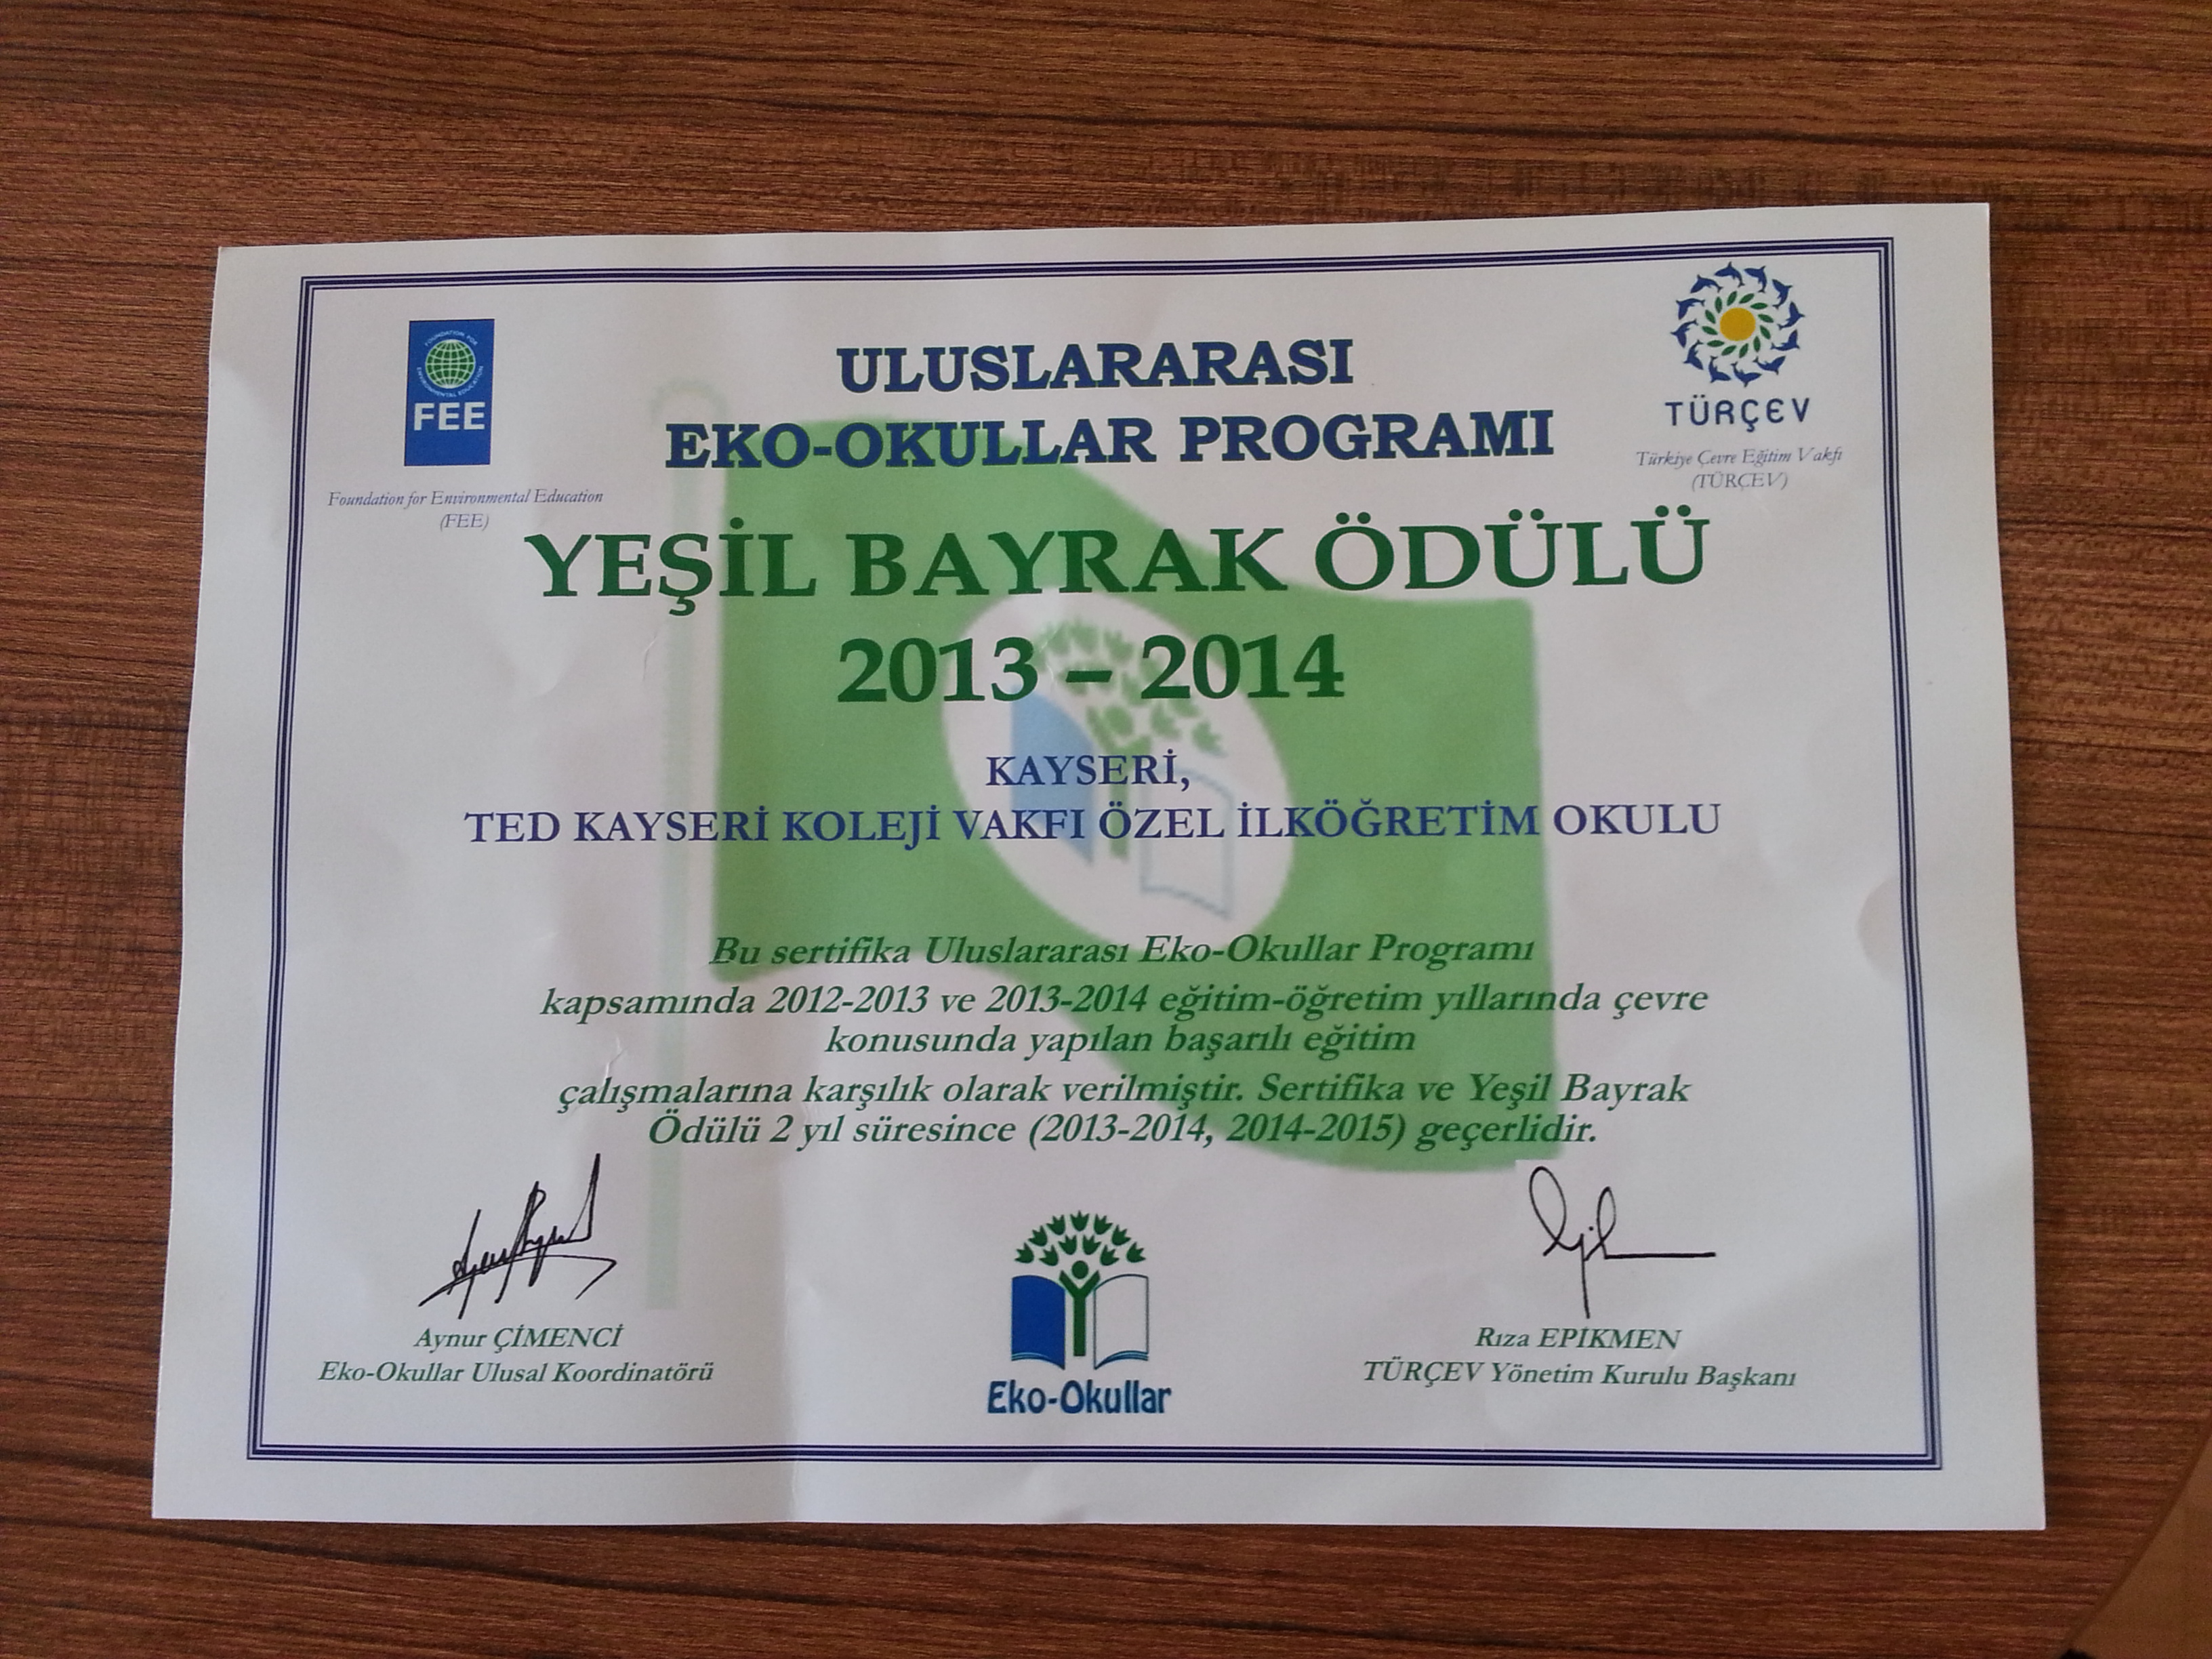 FOUNDATION FOR ENVIRONMENTAL EDUCATION
FEE
Foundation for Environmental Education
(FEE)
TÜRÇEV
Türkiye Çevre Eğitim Vakfı
(TÜRÇEV)
ULUSLARARASI
EKO-OKULLAR PROGRAMI
YEŞİL BAYRAK ÖDÜLÜ
2013 – 2014
KAYSERİ,
TED KAYSERİ KOLEJİ VAKFI ÖZEL İLKÖĞRETİM OKULU
Bu sertifika Uluslararası Eko-Okullar Programı
kapsamında 2012-2013 ve 2013-2014 eğitim-öğretim yıllarında çevre
konusunda yapılan başarılı eğitim
çalışmalarına karşılık olarak verilmiştir. Sertifika ve Yeşil Bayrak
Ödülü 2 yıl süresince (2013-2014, 2014-2015) geçerlidir.
Aynur ÇİMENCİ
Eko-Okullar Ulusal Koordinatörü
Eko-Okullar
Rıza EPİKMEN
TÜRÇEV Yönetim Kurulu Başkanı